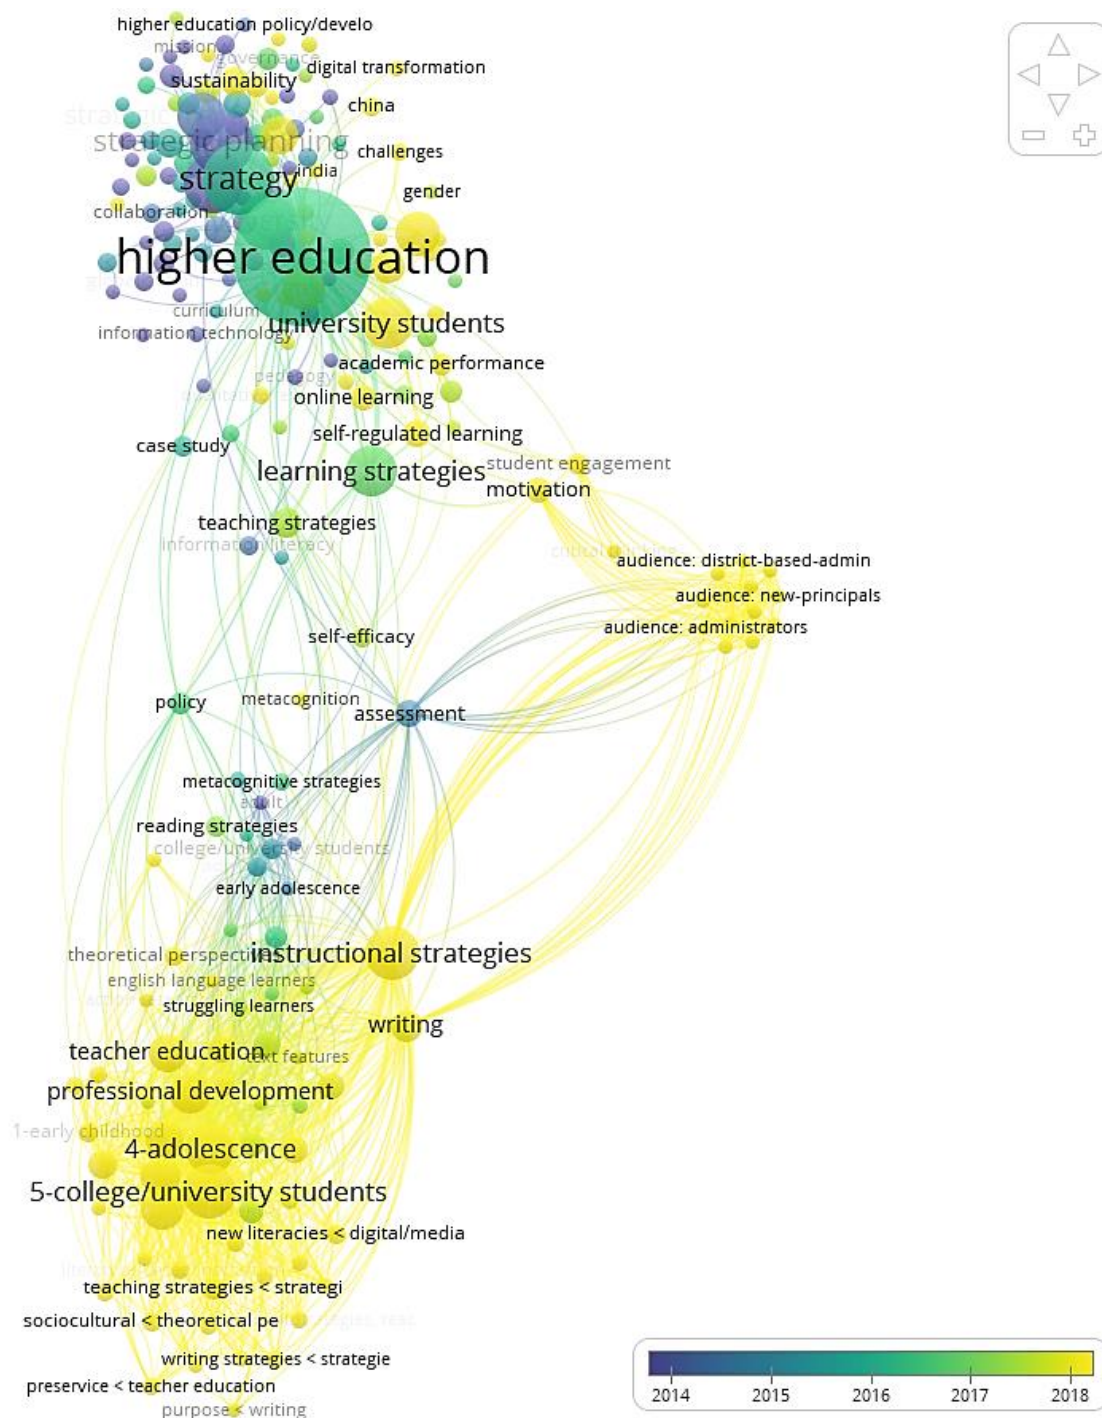 higher education policy/develo
mission
governance
digital transformation
sustainability
china
strategic planning
challenges
india
strategy
gender
collaboration
higher education
curriculum
university students
information technology
academic performance
pedagogy
online learning
self-regulated learning
case study
student engagement
learning strategies
motivation
teaching strategies
information literacy
critical thinking
audience: district-based-admin
audience: new-principals
audience: administrators
self-efficacy
metacognition
policy
assessment
metacognitive strategies
adult
reading strategies
college/university students
early adolescence
instructional strategies
theoretical perspective
english language learners
struggling learners
writing
teacher education
text features
professional development
1-early childhood
4-adolescence
5-college/university students
new literacies < digital/media
teaching strategies < strategi
sociocultural < theoretical pe
writing strategies < strategie
preservice < teacher education
purpose < writing
2014 2015 2016 2017 2018